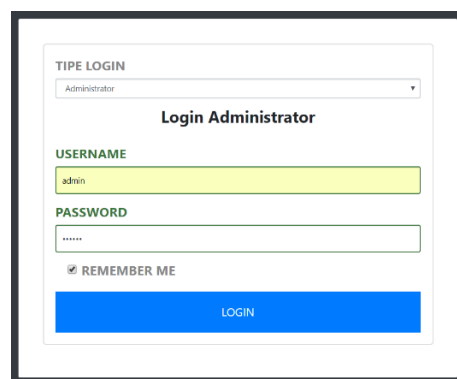 TIPE LOGIN
Administrator
Login Administrator
USERNAME
admin
PASSWORD
••••••
REMEMBER ME
LOGIN